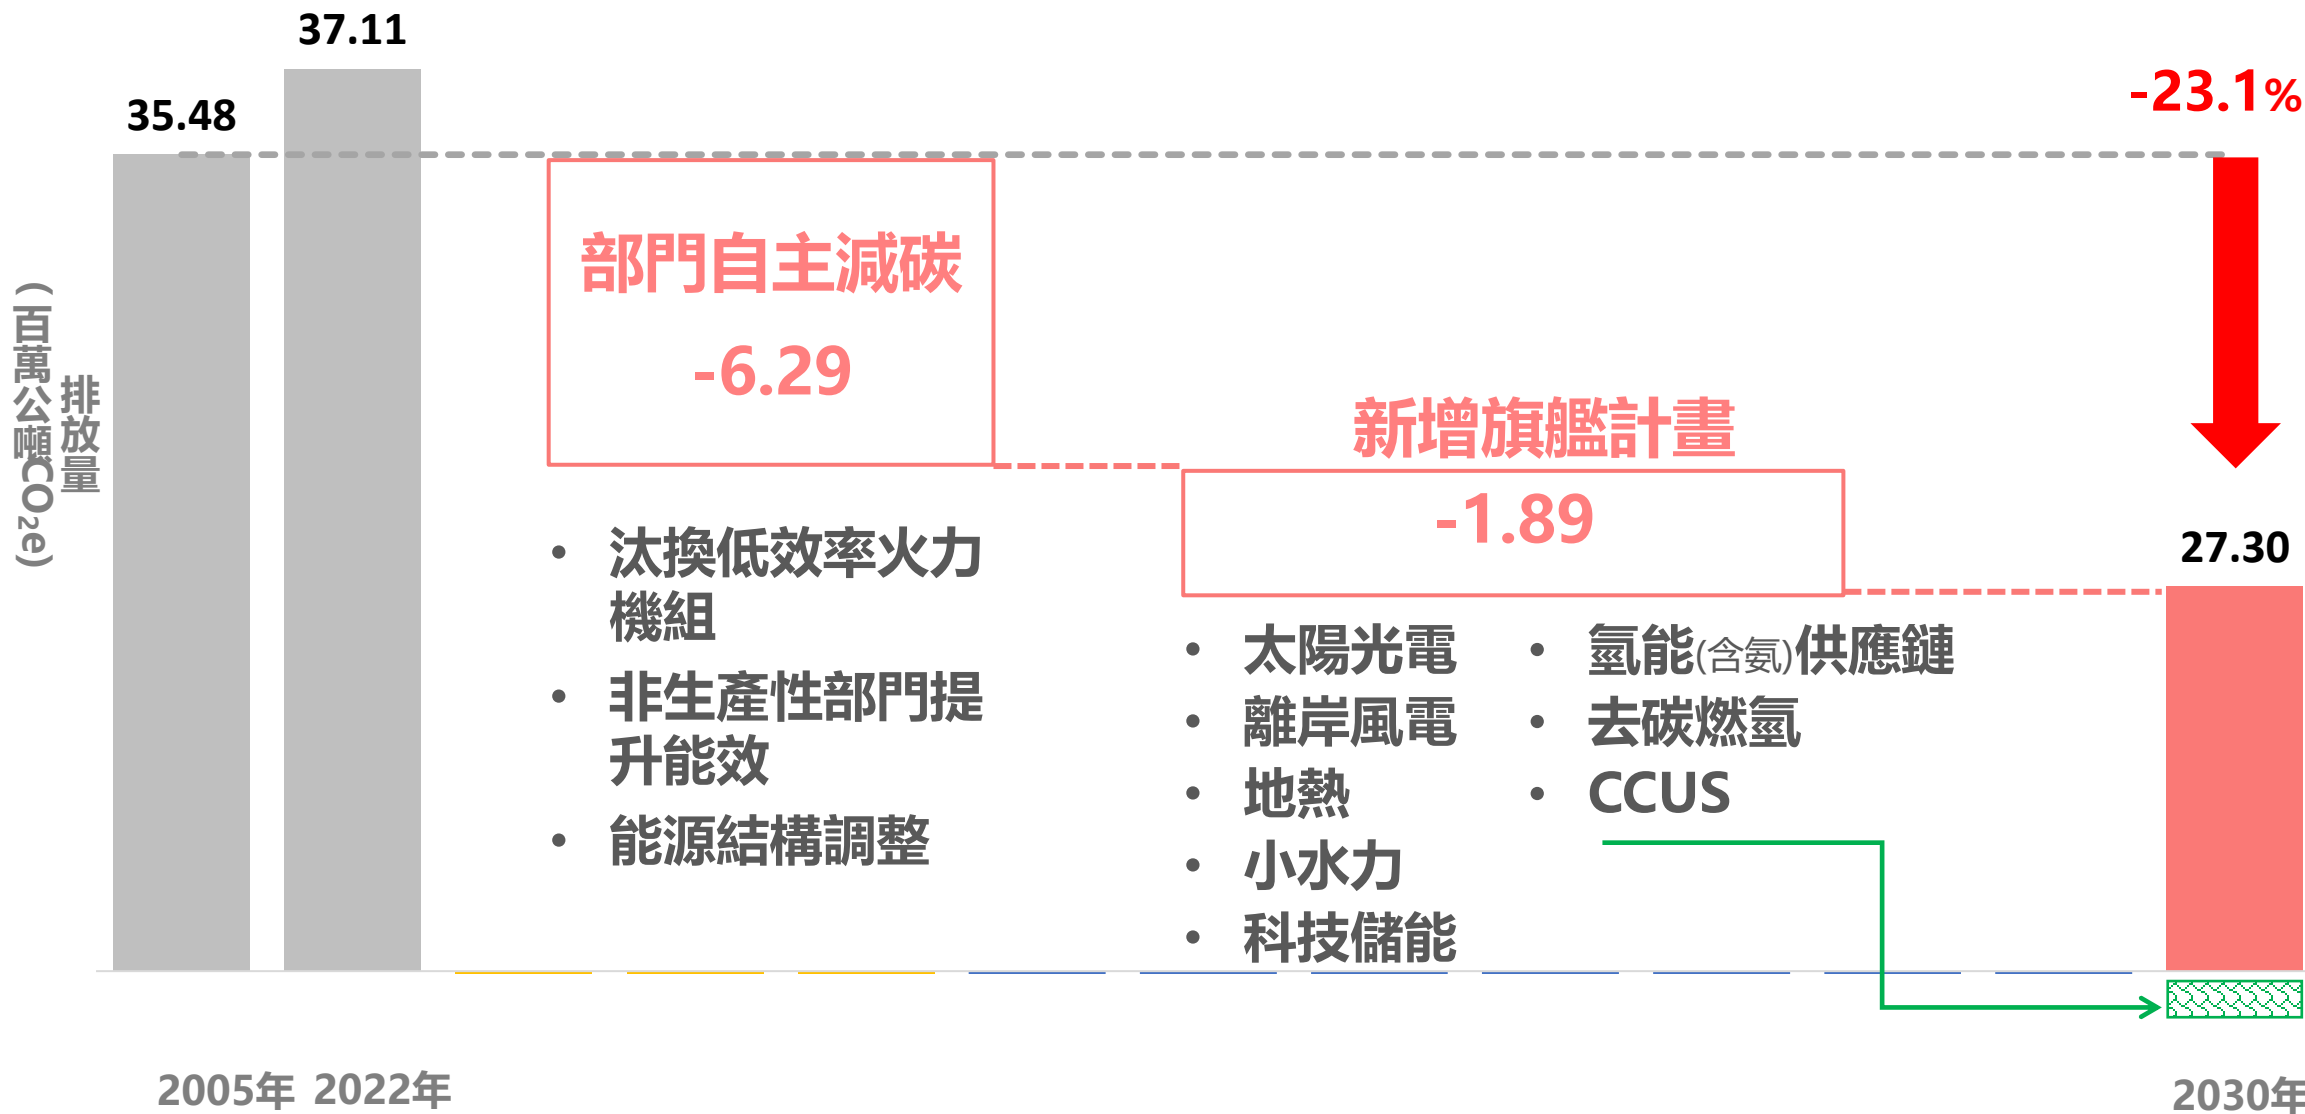 37.11
35.48
-23.1%
排放量
(百萬公噸CO₂e)
部門自主減碳
-6.29
• 汰換低效率火力
機組
• 非生產性部門提
升能效
• 能源結構調整
新增旗艦計畫
-1.89
• 太陽光電
• 離岸風電
• 地熱
• 小水力
• 科技儲能
• 氫能(含氨)供應鏈
• 去碳燃氫
• CCUS
27.30
2005年
2022年
2030年